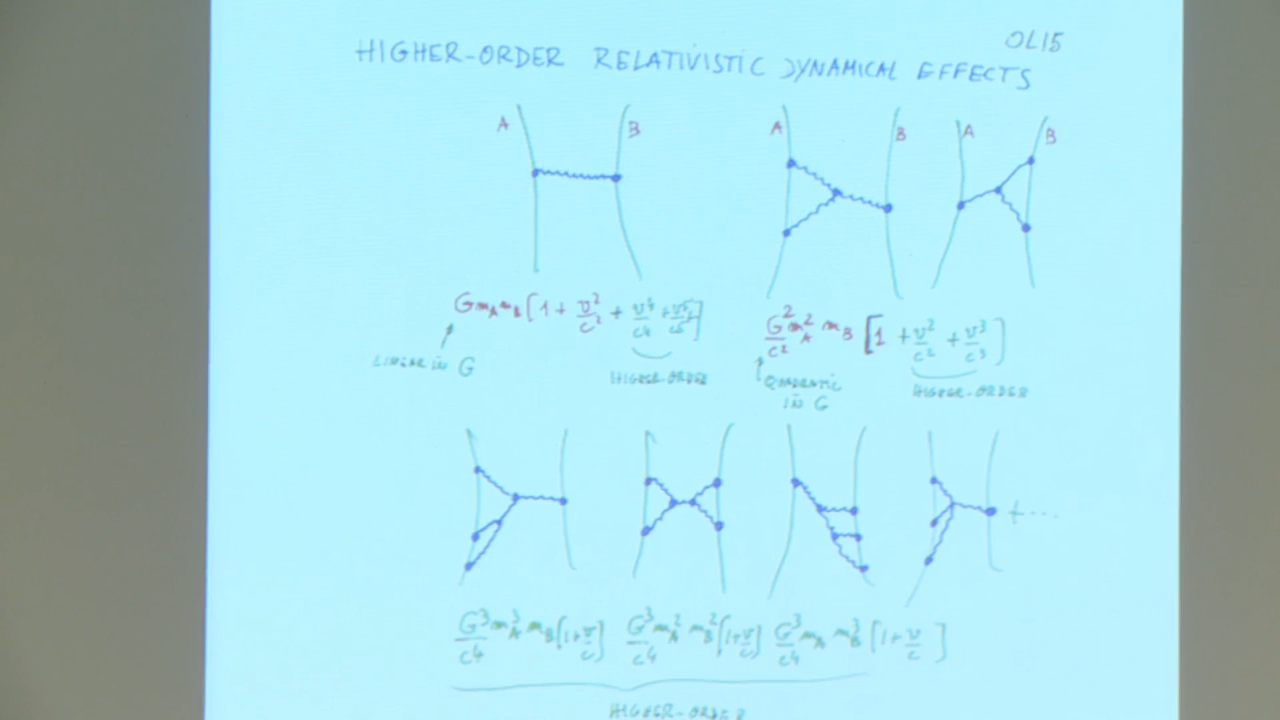 OL15
HIGHER-ORDER RELATIVISTIC DYNAMICAL EFFECTS
A B A B A B
G m_A m_B [1 + v²/c² + v⁴/c⁴ + v⁵/c⁵]
G²/c² m_A² m_B [1 + v²/c² + v³/c³]
LINEAR IN G
HIGHER-ORDER
QUADRATIC
IN G
HIGHER-ORDER
+ ...
G³/c⁴ m_A³ m_B [1+v/c] G³/c⁴ m_A² m_B² [1+v/c] G³/c⁴ m_A m_B³ [1+v/c]
HIGHER-ORDER